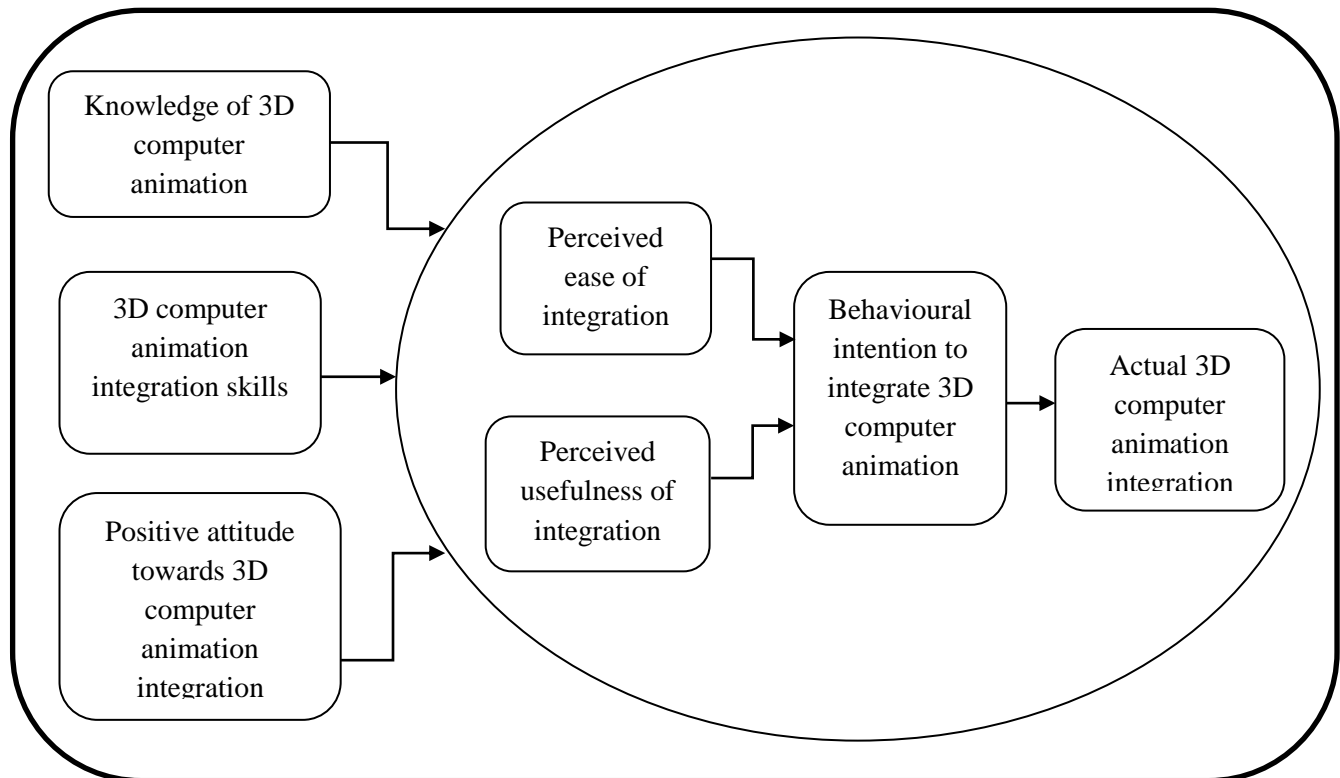 Knowledge of 3D
computer
animation
3D computer
animation
integration skills
Positive attitude
towards 3D
computer
animation
integration
Perceived
ease of
integration
Perceived
usefulness of
integration
Behavioural
intention to
integrate 3D
computer
animation
Actual 3D
computer
animation
integration